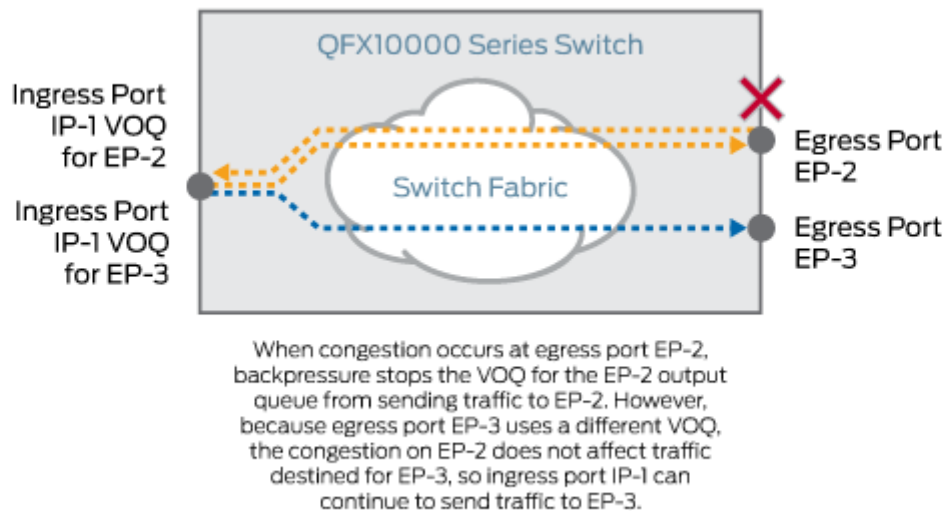 QFX10000 Series Switch
Ingress Port
IP-1 VOQ
for EP-2
Ingress Port
IP-1 VOQ
for EP-3
Switch Fabric
Egress Port
EP-2
Egress Port
EP-3
When congestion occurs at egress port EP-2,
backpressure stops the VOQ for the EP-2 output
queue from sending traffic to EP-2. However,
because egress port EP-3 uses a different VOQ,
the congestion on EP-2 does not affect traffic
destined for EP-3, so ingress port IP-1 can
continue to send traffic to EP-3.